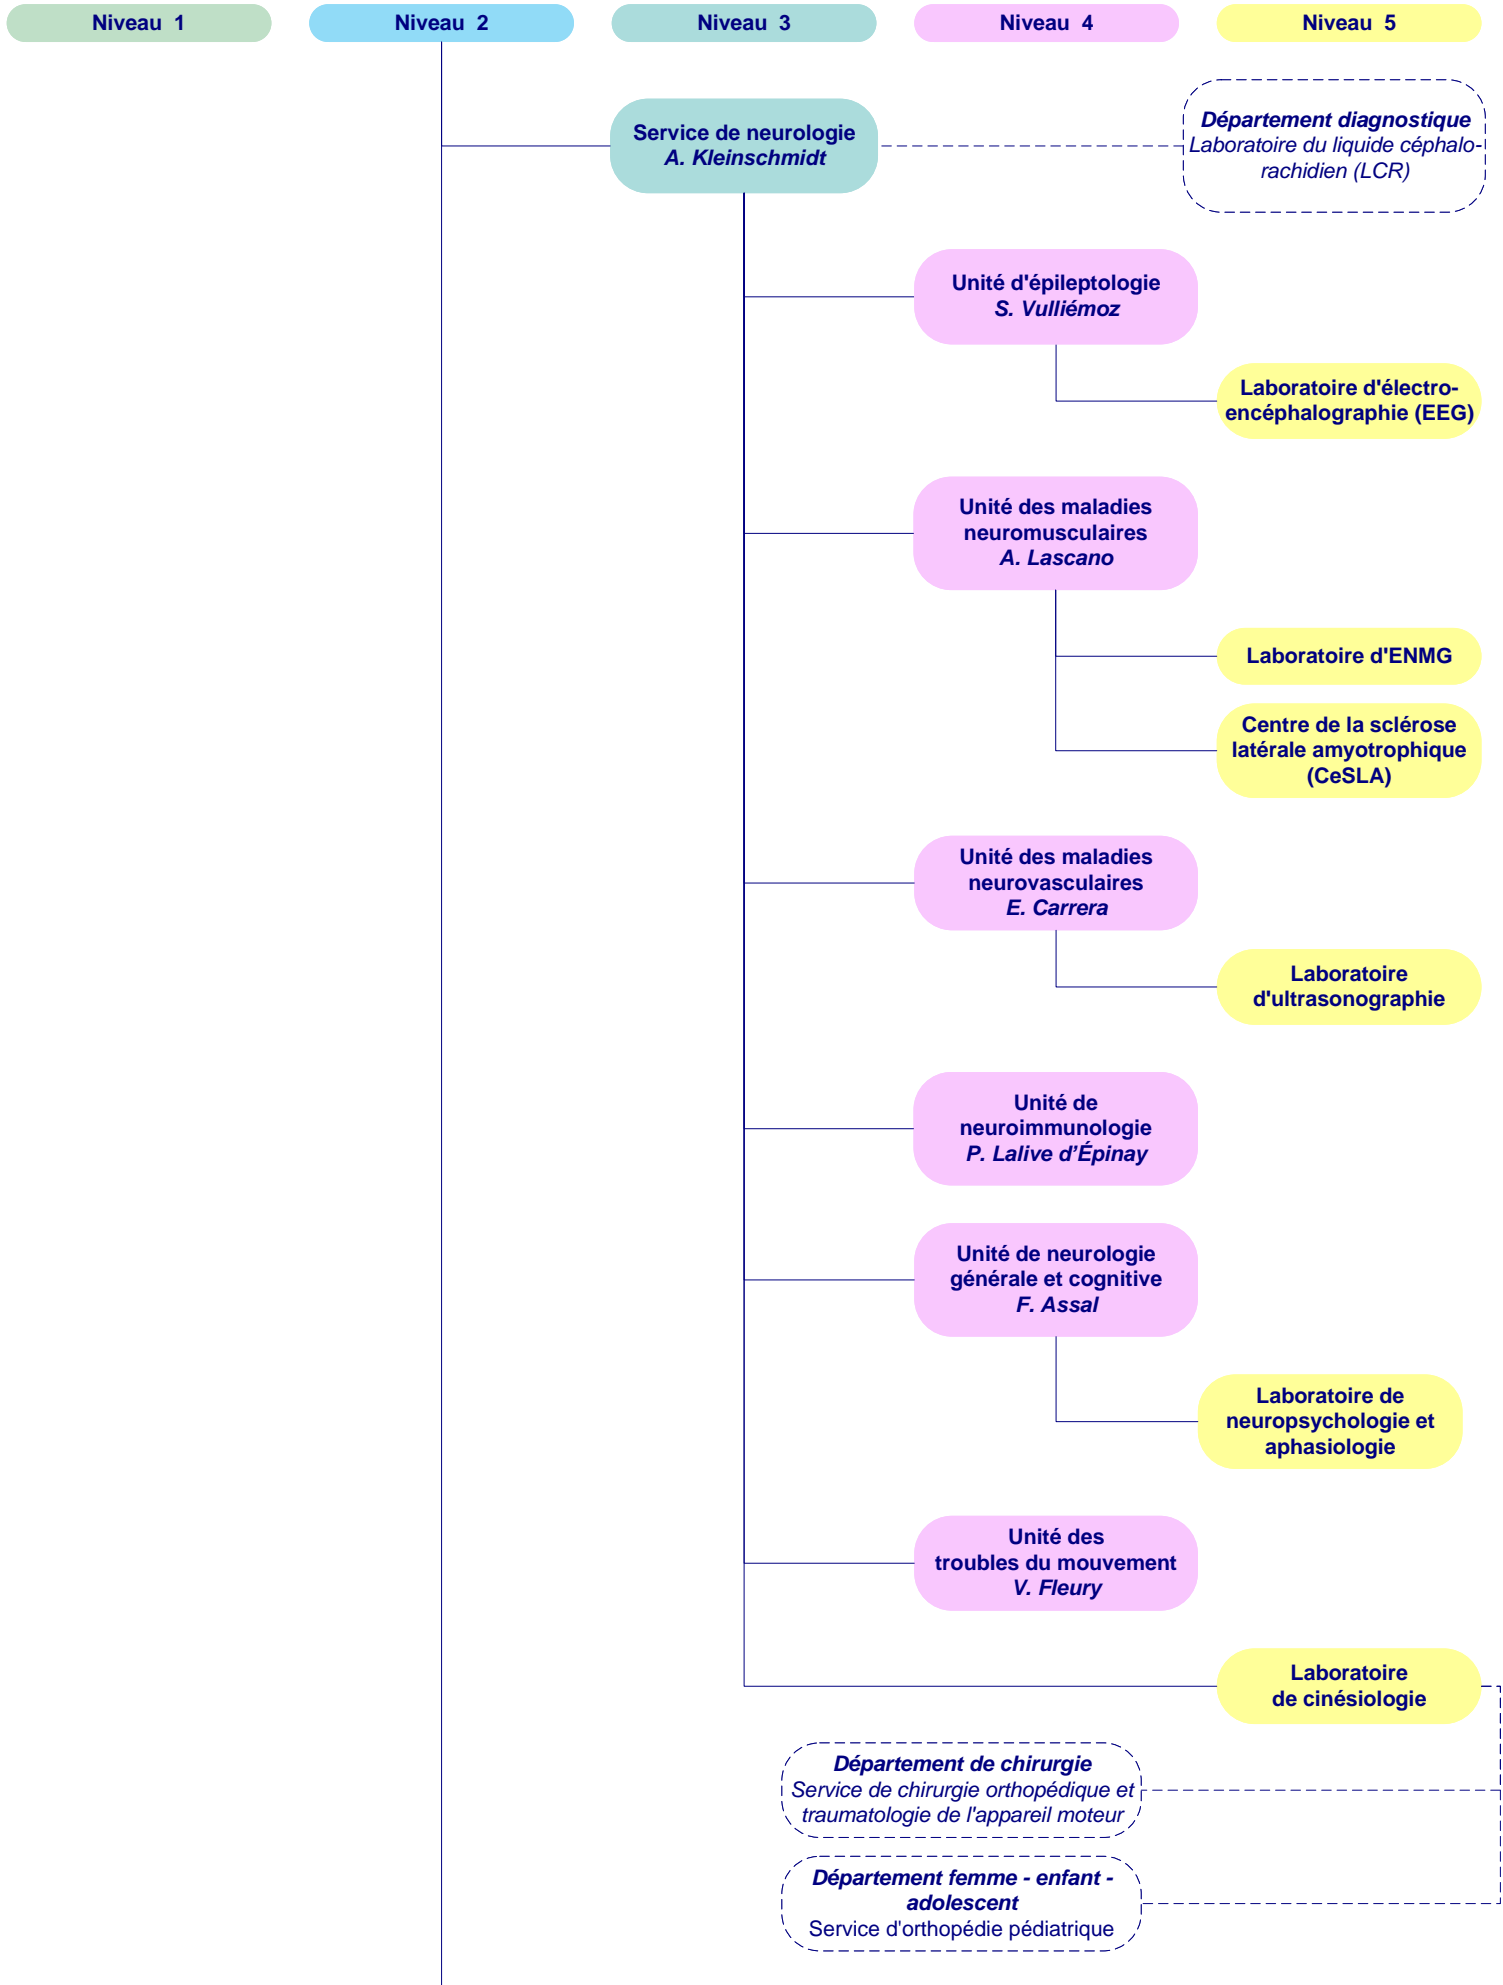 Niveau 1
Niveau 2
Niveau 3
Niveau 4
Niveau 5
Service de neurologie
A. Kleinschmidt
Département diagnostique
Laboratoire du liquide céphalo-
rachidien (LCR)
Unité d'épileptologie
S. Vulliémoz
Laboratoire d'électro-
encéphalographie (EEG)
Unité des maladies
neuromusculaires
A. Lascano
Laboratoire d'ENMG
Centre de la sclérose
latérale amyotrophique
(CeSLA)
Unité des maladies
neurovasculaires
E. Carrera
Laboratoire
d'ultrasonographie
Unité de
neuroimmunologie
P. Lalive d’Épinay
Unité de neurologie
générale et cognitive
F. Assal
Laboratoire de
neuropsychologie et
aphasiologie
Unité des
troubles du mouvement
V. Fleury
Laboratoire
de cinésiologie
Département de chirurgie
Service de chirurgie orthopédique et
traumatologie de l'appareil moteur
Département femme - enfant -
adolescent
Service d'orthopédie pédiatrique